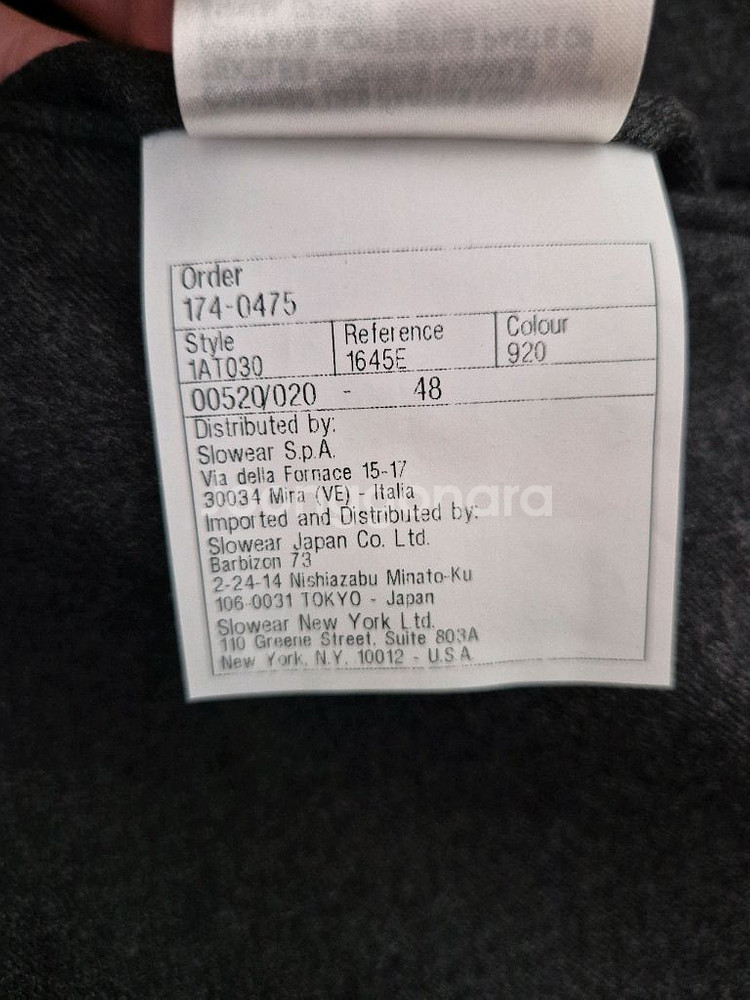 Order
174-0475
Style Reference Colour
1AT030 1645E 920
00520/020 - 48
Distributed by:
Slowear S.p.A.
Via della Fornace 15-17
30034 Mira (VE) - Italia
Imported and Distributed by:
Slowear Japan Co. Ltd.
Barbizon 73
2-24-14 Nishiazabu Minato-Ku
106-0031 TOKYO - Japan
Slowear New York Ltd.
110 Greene Street, Suite 803A
New York, N.Y. 10012 - U.S.A